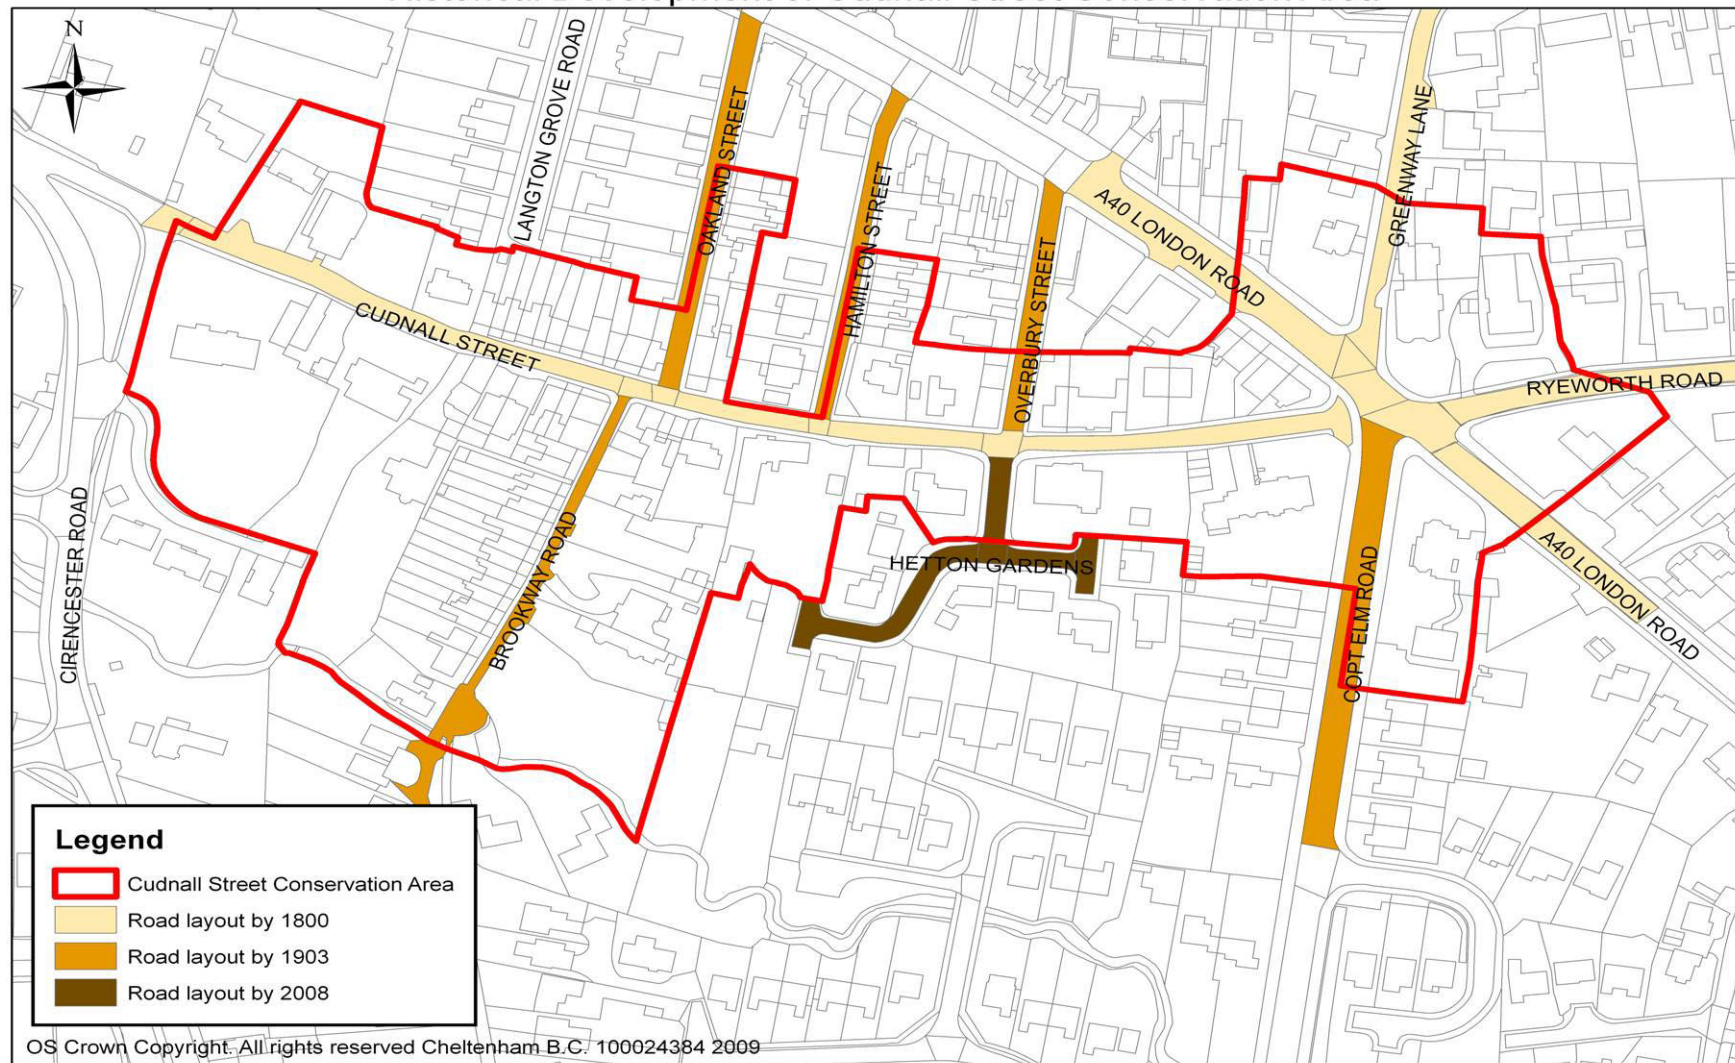 N
LANGTON GROVE ROAD
OAKLAND STREET
HAMILTON STREET
OVERBURY STREET
A40 LONDON ROAD
GREENWAY LANE
RYEWORTH ROAD
CUDNALL STREET
CIRENCESTER ROAD
BROOKWAY ROAD
HETTON GARDENS
COPT ELM ROAD
A40 LONDON ROAD
Legend
Cudnall Street Conservation Area
Road layout by 1800
Road layout by 1903
Road layout by 2008
OS Crown Copyright. All rights reserved Cheltenham B.C. 100024384 2009